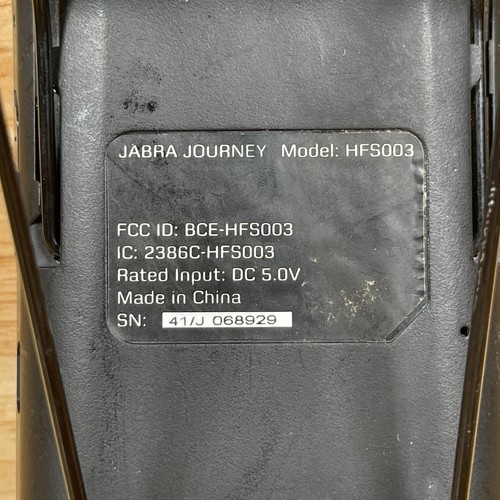 JABRA JOURNEY Model: HFS003
FCC ID: BCE-HFS003
IC: 2386C-HFS003
Rated Input: DC 5.0V
Made in China
SN: 41/J 068929